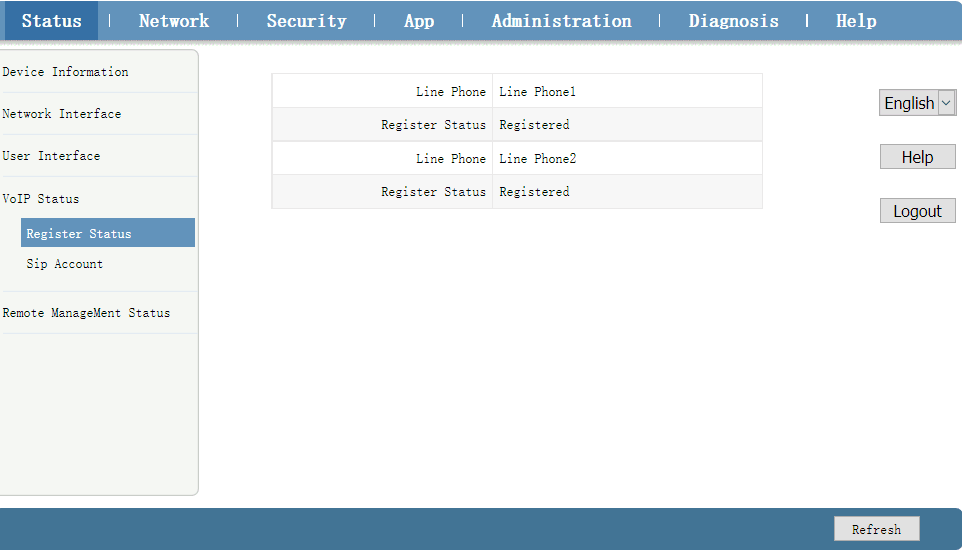 Status | Network | Security | App | Administration | Diagnosis | Help
Device Information
Network Interface
User Interface
VoIP Status
Register Status
Sip Account
Remote ManageMent Status
Line Phone Line Phone1
Register Status Registered
Line Phone Line Phone2
Register Status Registered
English
Help
Logout
Refresh